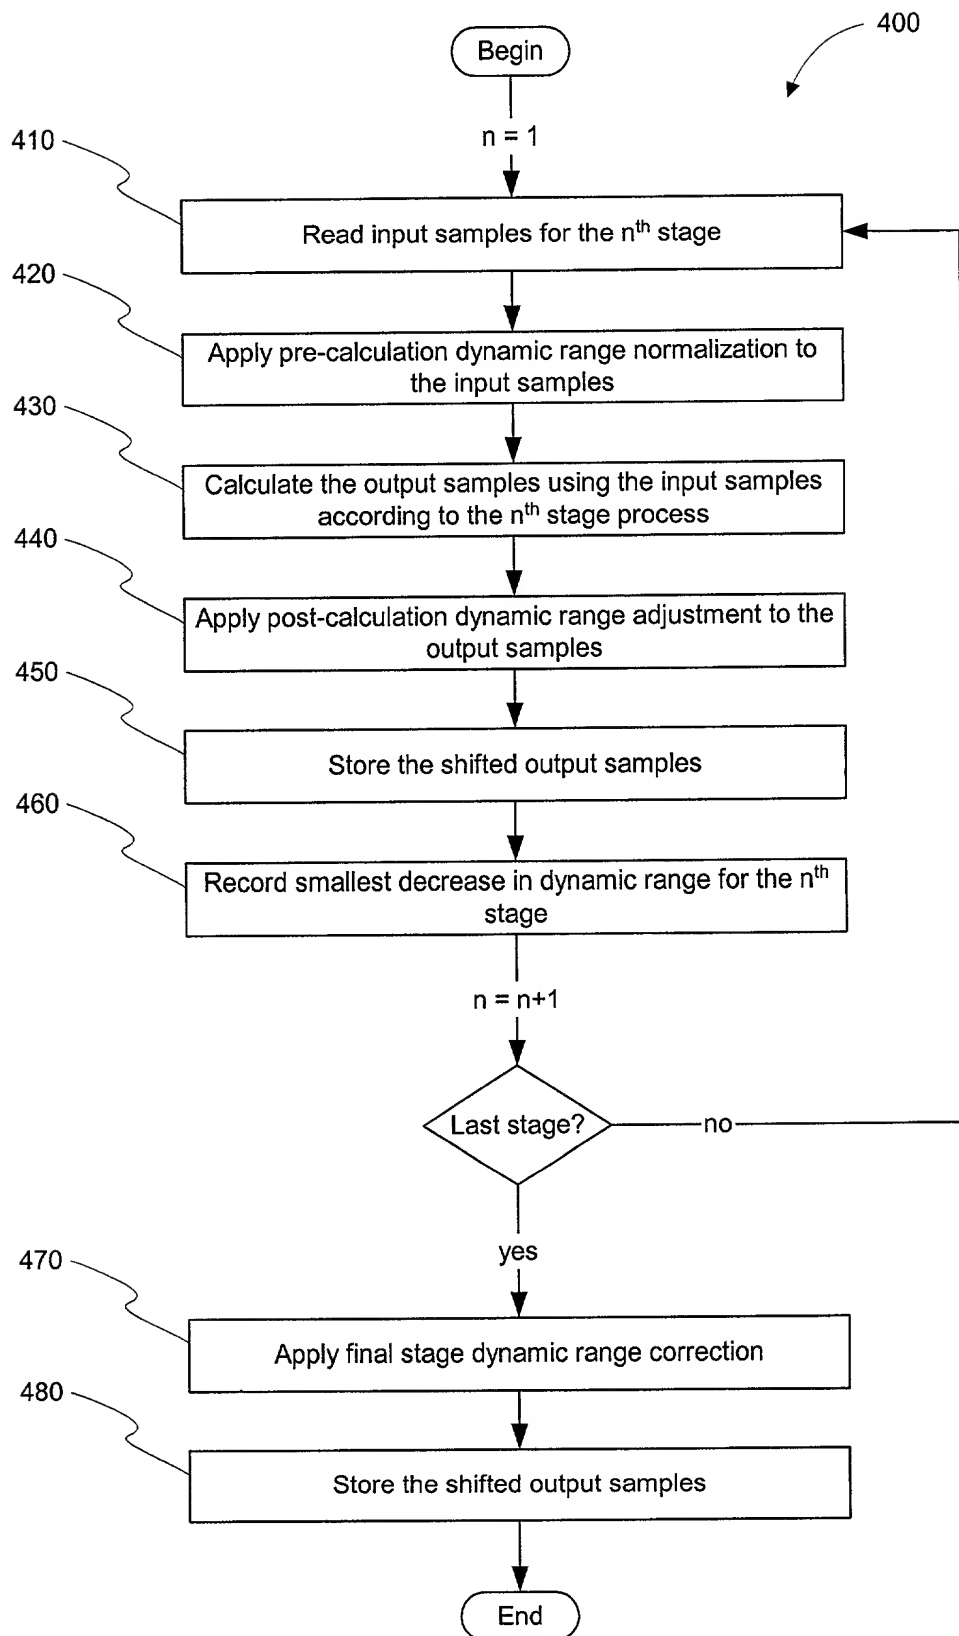 400
Begin
n = 1
410
Read input samples for the nth stage
420
Apply pre-calculation dynamic range normalization to
the input samples
430
Calculate the output samples using the input samples
according to the nth stage process
440
Apply post-calculation dynamic range adjustment to the
output samples
450
Store the shifted output samples
460
Record smallest decrease in dynamic range for the nth
stage
n = n+1
Last stage?
no
yes
470
Apply final stage dynamic range correction
480
Store the shifted output samples
End